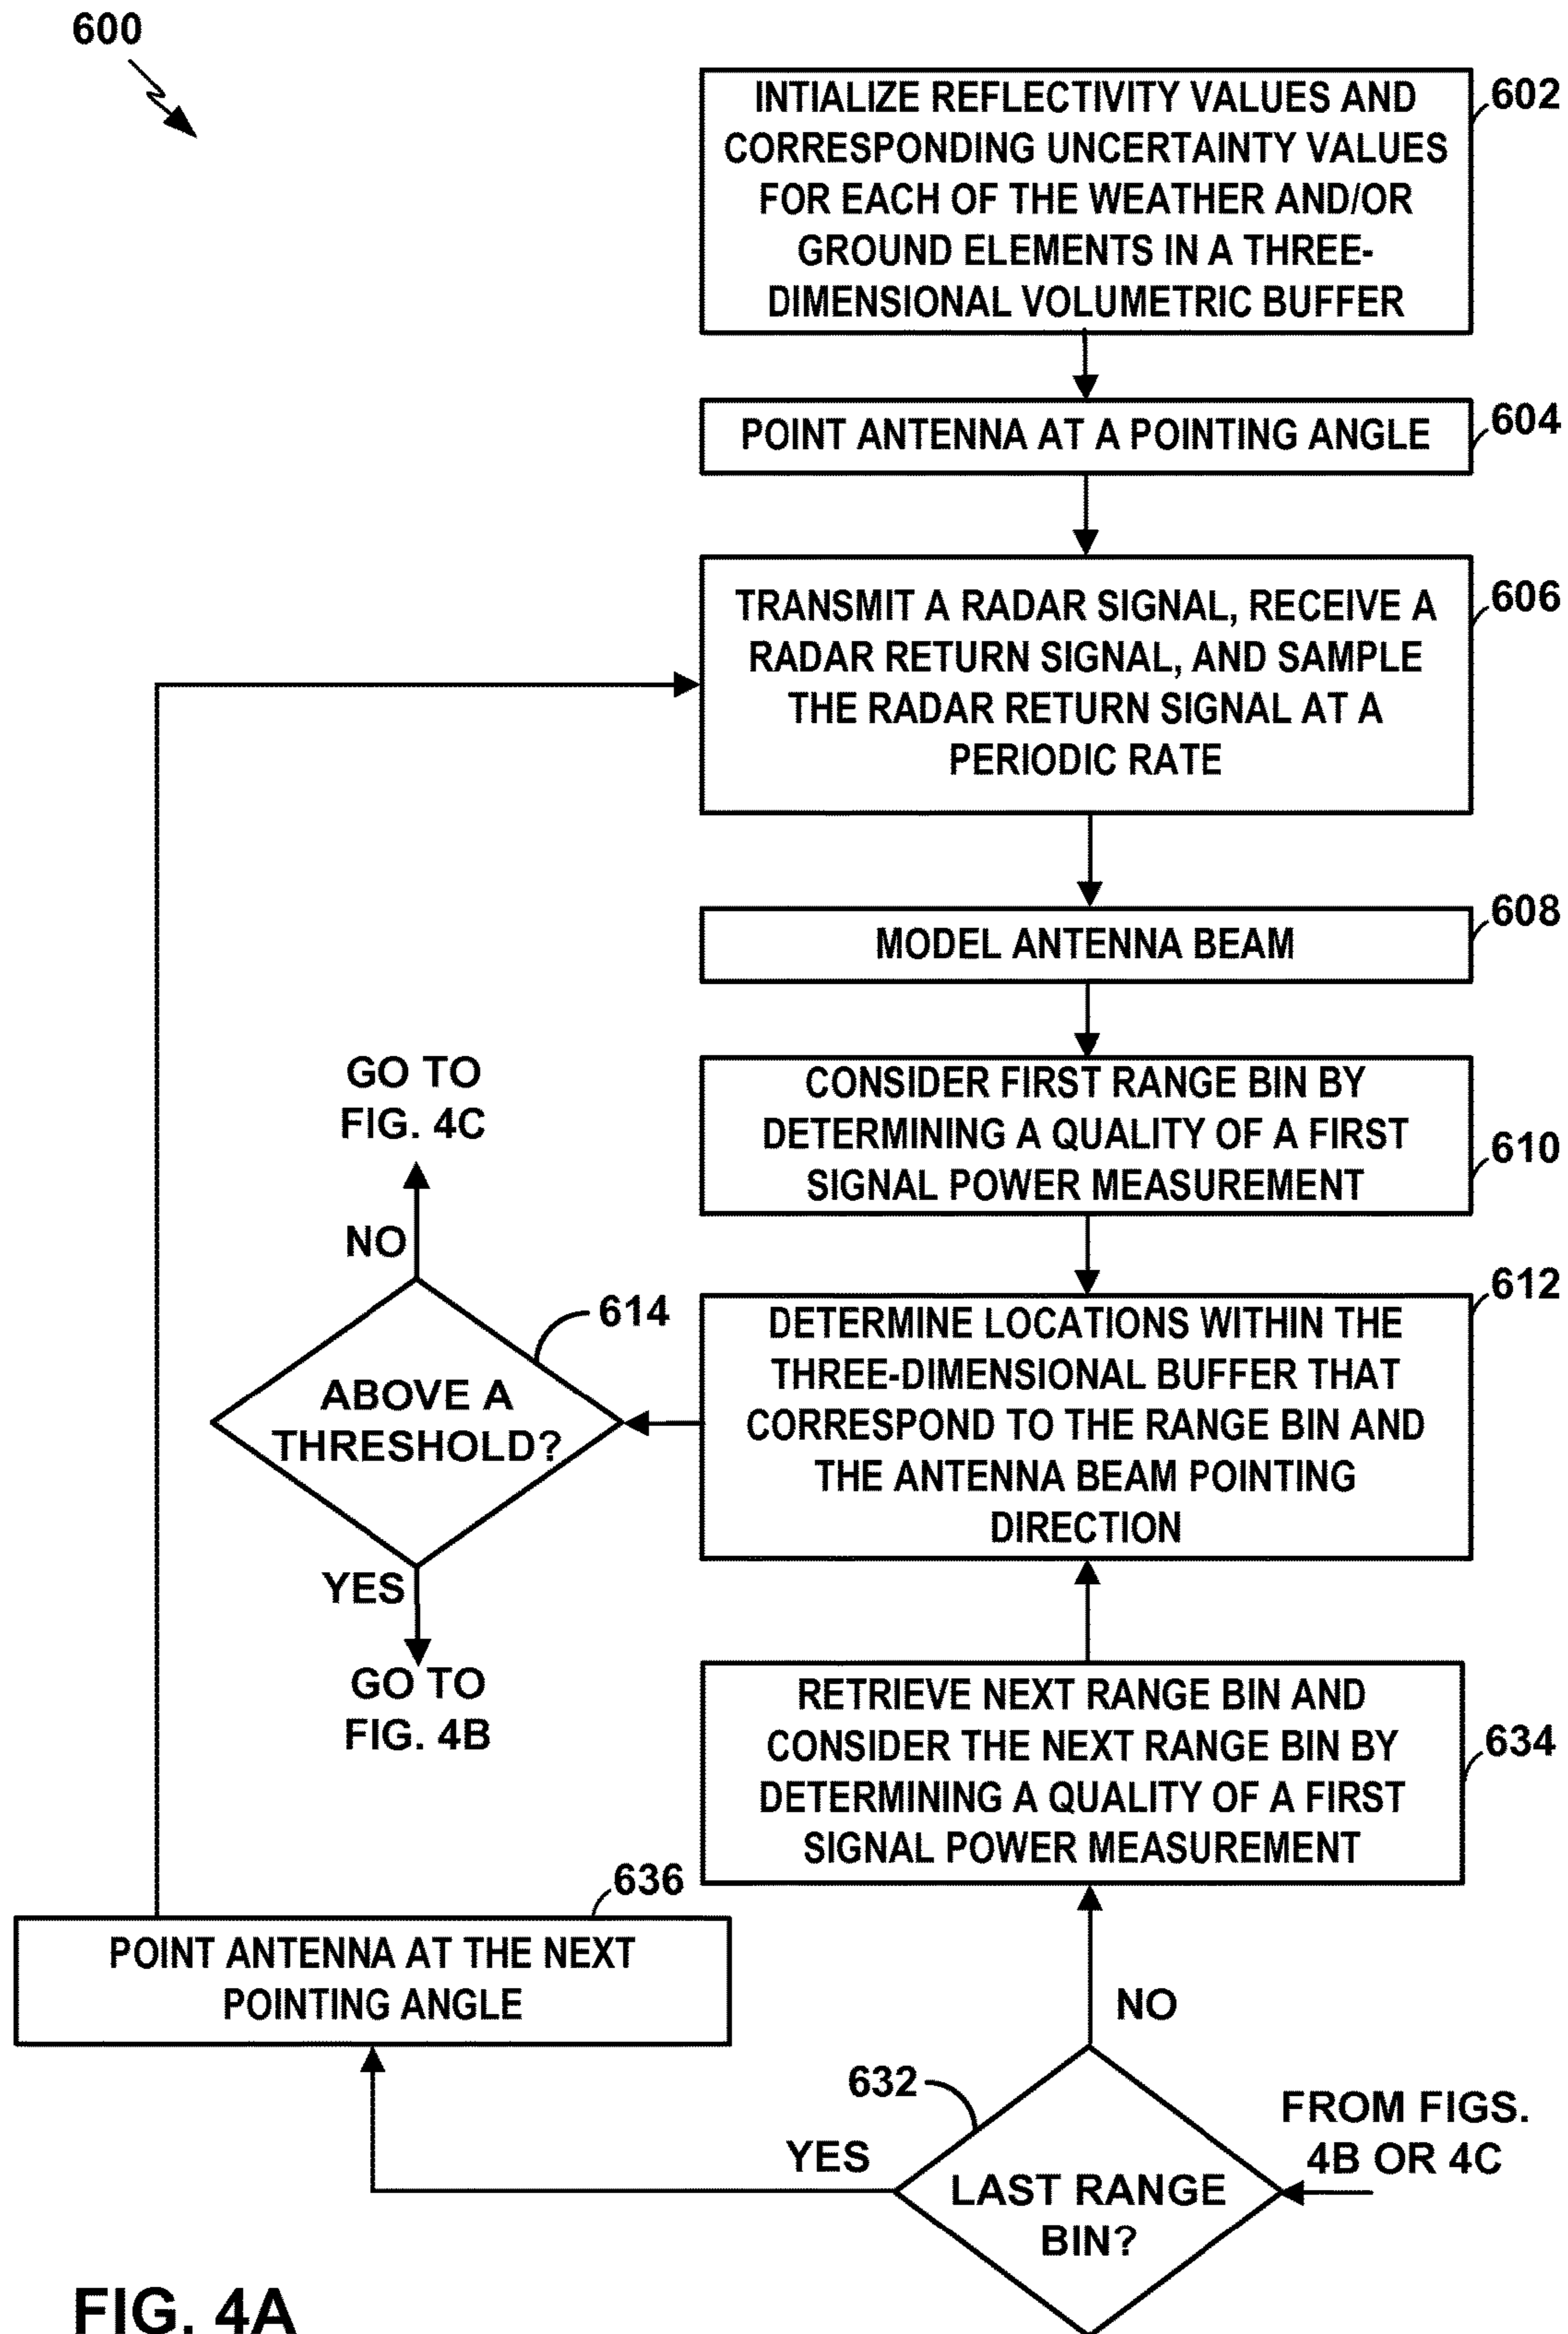 600
INTIALIZE REFLECTIVITY VALUES AND
CORRESPONDING UNCERTAINTY VALUES
FOR EACH OF THE WEATHER AND/OR
GROUND ELEMENTS IN A THREE-
DIMENSIONAL VOLUMETRIC BUFFER
602
POINT ANTENNA AT A POINTING ANGLE
604
TRANSMIT A RADAR SIGNAL, RECEIVE A
RADAR RETURN SIGNAL, AND SAMPLE
THE RADAR RETURN SIGNAL AT A
PERIODIC RATE
606
MODEL ANTENNA BEAM
608
CONSIDER FIRST RANGE BIN BY
DETERMINING A QUALITY OF A FIRST
SIGNAL POWER MEASUREMENT
610
DETERMINE LOCATIONS WITHIN THE
THREE-DIMENSIONAL BUFFER THAT
CORRESPOND TO THE RANGE BIN AND
THE ANTENNA BEAM POINTING
DIRECTION
612
GO TO
FIG. 4C
NO
614
ABOVE A
THRESHOLD?
YES
GO TO
FIG. 4B
RETRIEVE NEXT RANGE BIN AND
CONSIDER THE NEXT RANGE BIN BY
DETERMINING A QUALITY OF A FIRST
SIGNAL POWER MEASUREMENT
634
636
POINT ANTENNA AT THE NEXT
POINTING ANGLE
NO
632
YES
LAST RANGE
BIN?
FROM FIGS.
4B OR 4C
FIG. 4A